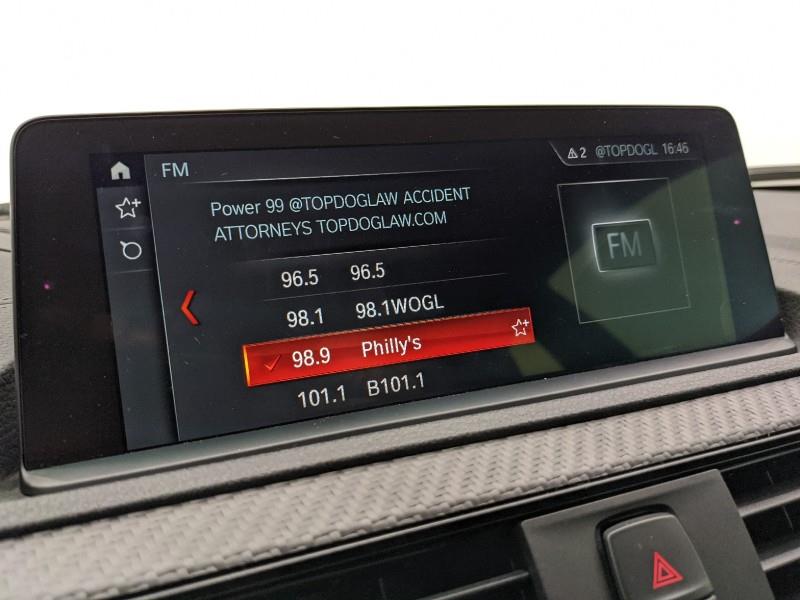 FM
2 @TOPDOGL 16:46
Power 99 @TOPDOGLAW ACCIDENT
ATTORNEYS TOPDOGLAW.COM
FM
96.5 96.5
98.1 98.1WOGL
98.9 Philly's
101.1 B101.1